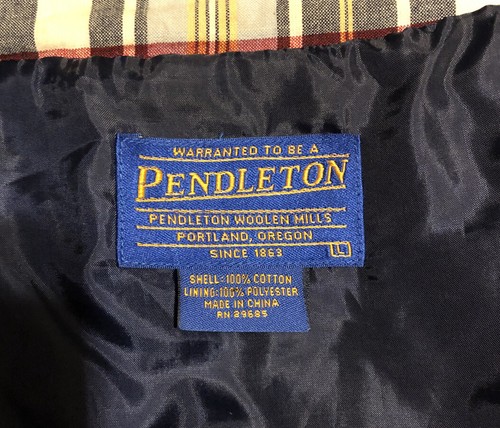 WARRANTED TO BE A
PENDLETON
PENDLETON WOOLEN MILLS
PORTLAND, OREGON
SINCE 1863
L
SHELL: 100% COTTON
LINING: 100% POLYESTER
MADE IN CHINA
RN 29685